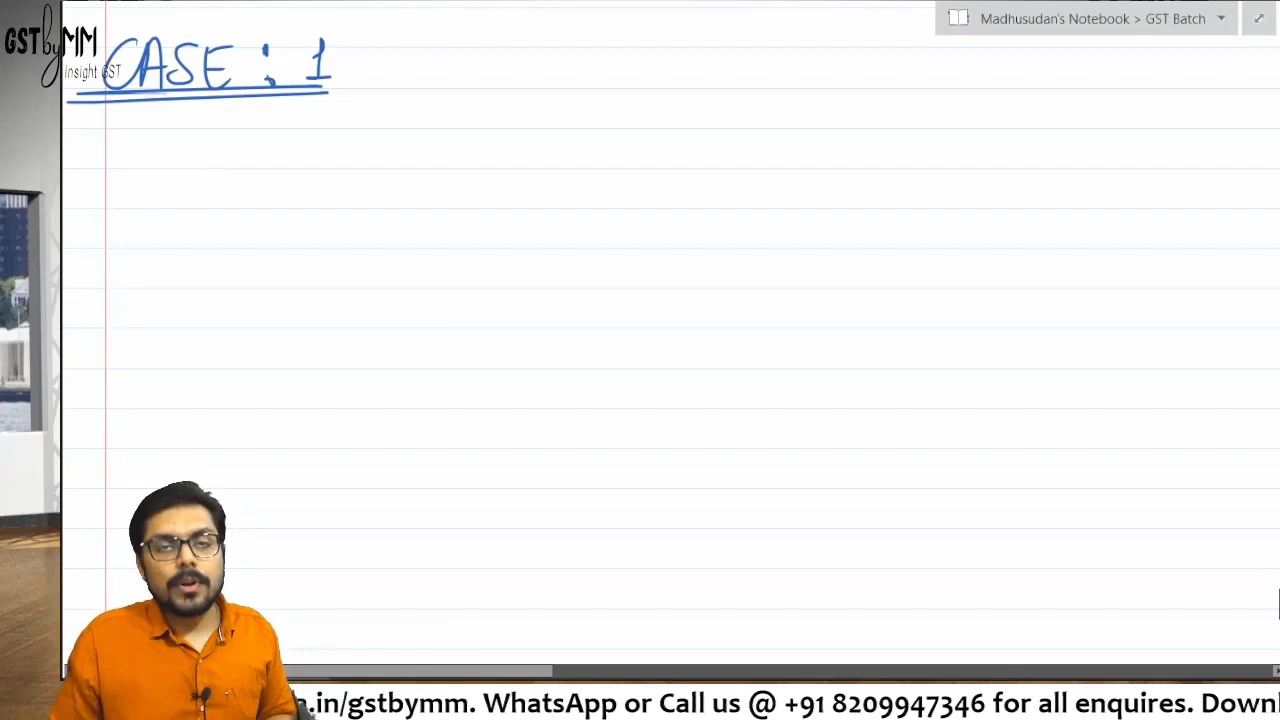 GST by MM
Insight GST
CASE : 1
Madhusudan's Notebook > GST Batch
.in/gstbymm. WhatsApp or Call us @ +91 8209947346 for all enquires. Down